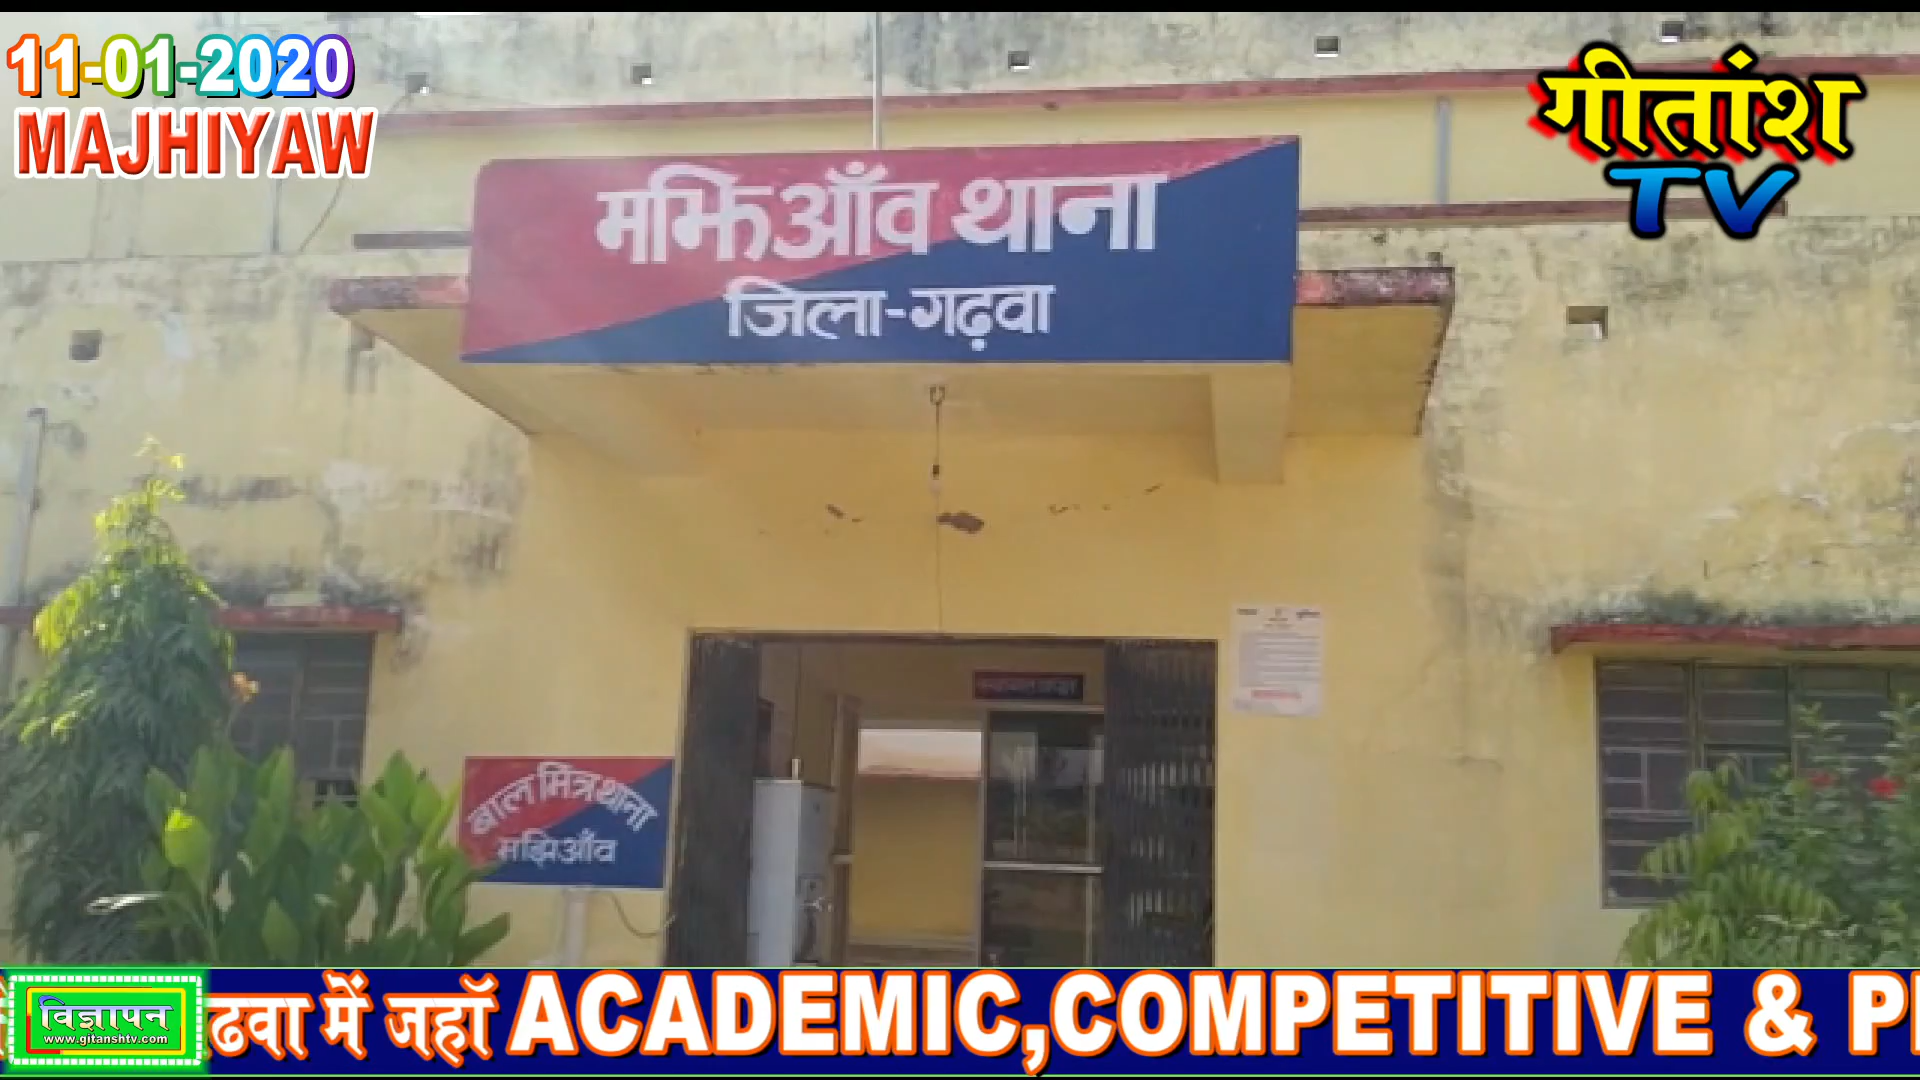 11-01-2020
MAJHIYAW
गीतांश
TV
मझिआँव थाना
जिला-गढ़वा
बाल मित्र थाना
मझिआँव
विज्ञापन
www.gitanshtv.com
ढवा में जहाॅ ACADEMIC,COMPETITIVE &